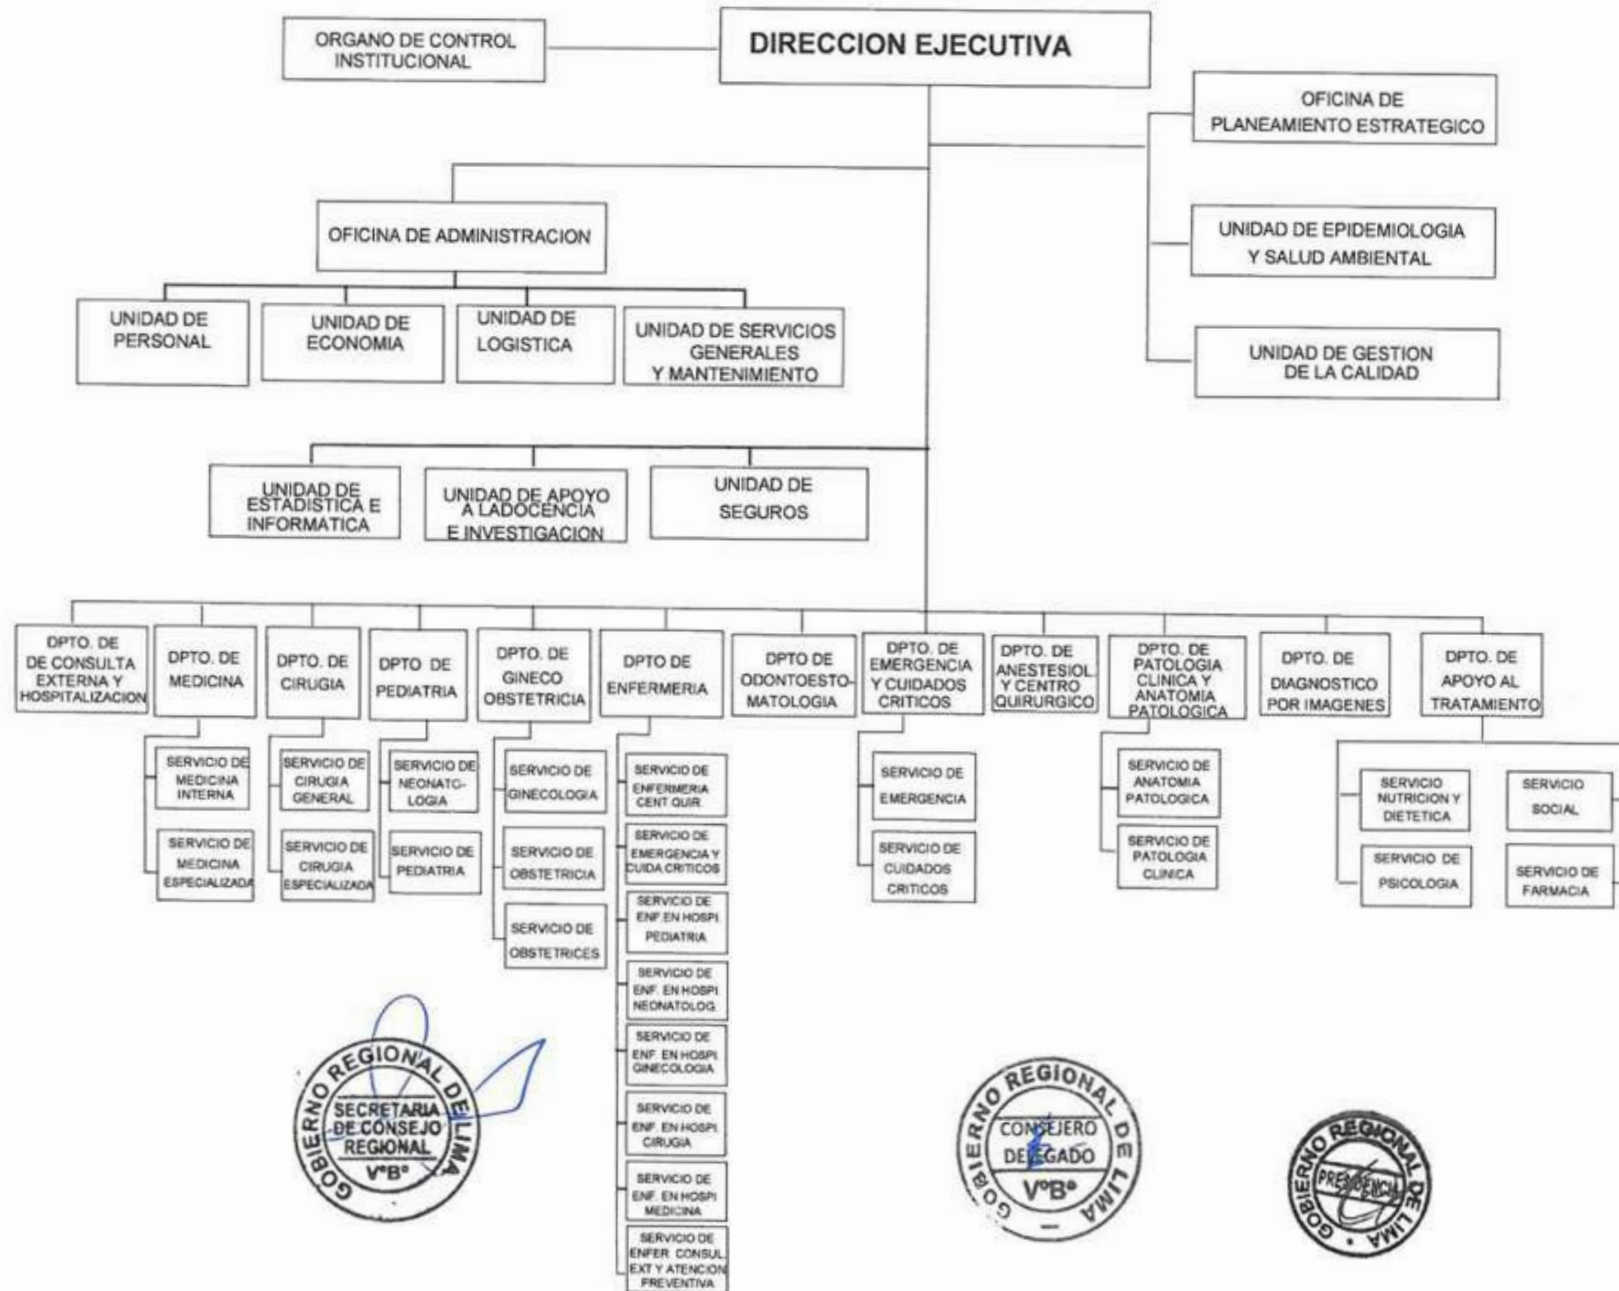 ORGANO DE CONTROL
INSTITUCIONAL
DIRECCION EJECUTIVA
OFICINA DE
PLANEAMIENTO ESTRATEGICO
UNIDAD DE EPIDEMIOLOGIA
Y SALUD AMBIENTAL
UNIDAD DE GESTION
DE LA CALIDAD
OFICINA DE ADMINISTRACION
UNIDAD DE
PERSONAL
UNIDAD DE
ECONOMIA
UNIDAD DE
LOGISTICA
UNIDAD DE SERVICIOS
GENERALES
Y MANTENIMIENTO
UNIDAD DE
ESTADISTICA E
INFORMATICA
UNIDAD DE APOYO
A LADOCENCIA
E INVESTIGACION
UNIDAD DE
SEGUROS
DPTO. DE
DE CONSULTA
EXTERNA Y
HOSPITALIZACION
DPTO. DE
MEDICINA
DPTO. DE
CIRUGIA
DPTO DE
PEDIATRIA
DPTO. DE
GINECO
OBSTETRICIA
DPTO DE
ENFERMERIA
DPTO DE
ODONTOESTO-
MATOLOGIA
DPTO. DE
EMERGENCIA
Y CUIDADOS
CRITICOS
DPTO. DE
ANESTESIOL
Y CENTRO
QUIRURGICO
DPTO. DE
PATOLOGIA
CLINICA Y
ANATOMIA
PATOLOGICA
DPTO. DE
DIAGNOSTICO
POR IMAGENES
DPTO. DE
APOYO AL
TRATAMIENTO
SERVICIO DE
MEDICINA
INTERNA
SERVICIO DE
MEDICINA
ESPECIALIZADA
SERVICIO DE
CIRUGIA
GENERAL
SERVICIO DE
CIRUGIA
ESPECIALIZADA
SERVICIO DE
NEONATO-
LOGIA
SERVICIO DE
PEDIATRIA
SERVICIO DE
GINECOLOGIA
SERVICIO DE
OBSTETRICIA
SERVICIO DE
OBSTETRICES
SERVICIO DE
ENFERMERIA
CENT QUIR.
SERVICIO DE
EMERGENCIA Y
CUIDA CRITICOS
SERVICIO DE
ENF.EN HOSPI.
PEDIATRIA
SERVICIO DE
ENF. EN HOSPI.
NEONATOLOG.
SERVICIO DE
ENF. EN HOSPI.
GINECOLOGIA
SERVICIO DE
ENF. EN HOSPI.
CIRUGIA
SERVICIO DE
ENF. EN HOSPI
MEDICINA
SERVICIO DE
ENFER CONSUL.
EXT Y ATENCION
PREVENTIVA
SERVICIO DE
EMERGENCIA
SERVICIO DE
CUIDADOS
CRITICOS
SERVICIO DE
ANATOMIA
PATOLOGICA
SERVICIO DE
PATOLOGIA
CLINICA
SERVICIO
NUTRICION Y
DIETETICA
SERVICIO
SOCIAL
SERVICIO DE
PSICOLOGIA
SERVICIO DE
FARMACIA
GOBIERNO REGIONAL DE LIMA
SECRETARIA
DE CONSEJO
REGIONAL
V°B°
GOBIERNO REGIONAL DE LIMA
CONSEJERO
DELEGADO
V°B°
GOBIERNO REGIONAL DE LIMA
PRESIDENCIA